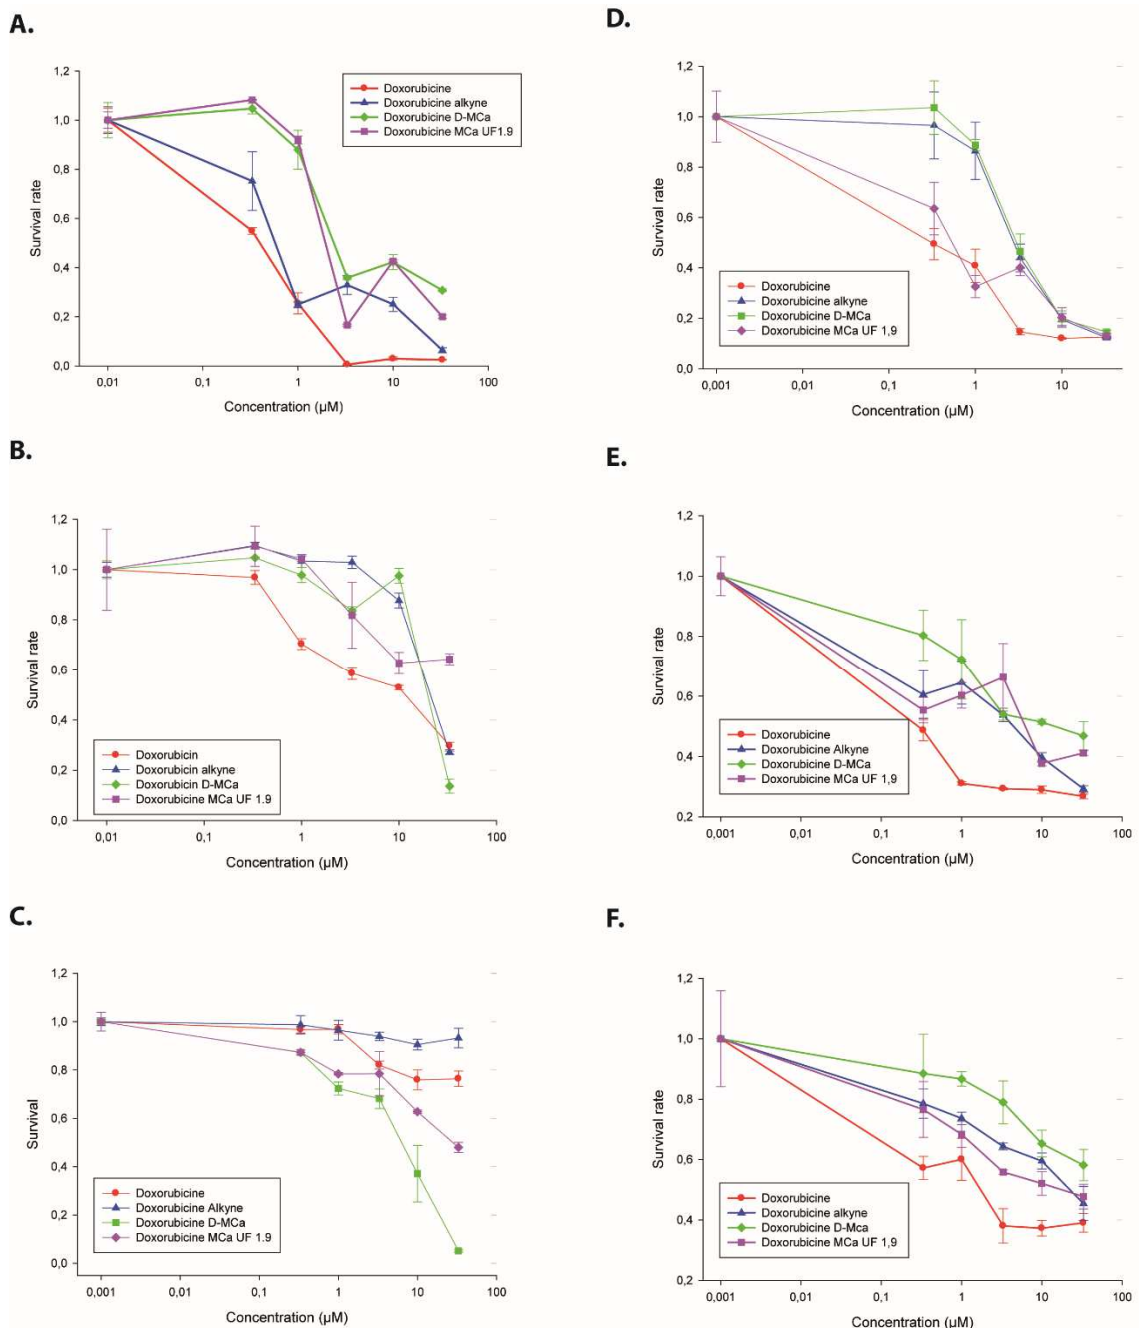 A.
1,2
1,0
0,8
0,6
0,4
0,2
0,0
Survival rate
0,01 0,1 1 10 100
Concentration (µM)
Doxorubicine
Doxorubicine alkyne
Doxorubicine D-MCa
Doxorubicine MCa UF1.9
D.
1,2
1,0
0,8
0,6
0,4
0,2
0,0
Survival rate
0,001 0,01 0,1 1 10
Concentration (µM)
Doxorubicine
Doxorubicine alkyne
Doxorubicine D-MCa
Doxorubicine MCa UF 1,9
B.
1,2
1,0
0,8
0,6
0,4
0,2
0,0
Survival rate
0,01 0,1 1 10 100
Concentration (µM)
Doxorubicin
Doxorubicin alkyne
Doxorubicin D-MCa
Doxorubicine MCa UF 1.9
E.
1,2
1,0
0,8
0,6
0,4
0,2
Survival rate
0,001 0,01 0,1 1 10 100
Concentration (µM)
Doxorubicine
Doxorubicine Alkyne
Doxorubicine D-MCa
Doxorubicine MCa UF 1,9
C.
1,2
1,0
0,8
0,6
0,4
0,2
0,0
Survival
0,001 0,01 0,1 1 10 100
Concentration (µM)
Doxorubicine
Doxorubicine Alkyne
Doxorubicine D-MCa
Doxorubicine MCa UF 1.9
F.
1,2
1,0
0,8
0,6
0,4
0,2
Survival rate
0,001 0,01 0,1 1 10 100
Concentration (µM)
Doxorubicine
Doxorubicine alkyne
Doxorubicine D-Mca
Doxorubicine MCa UF 1,9